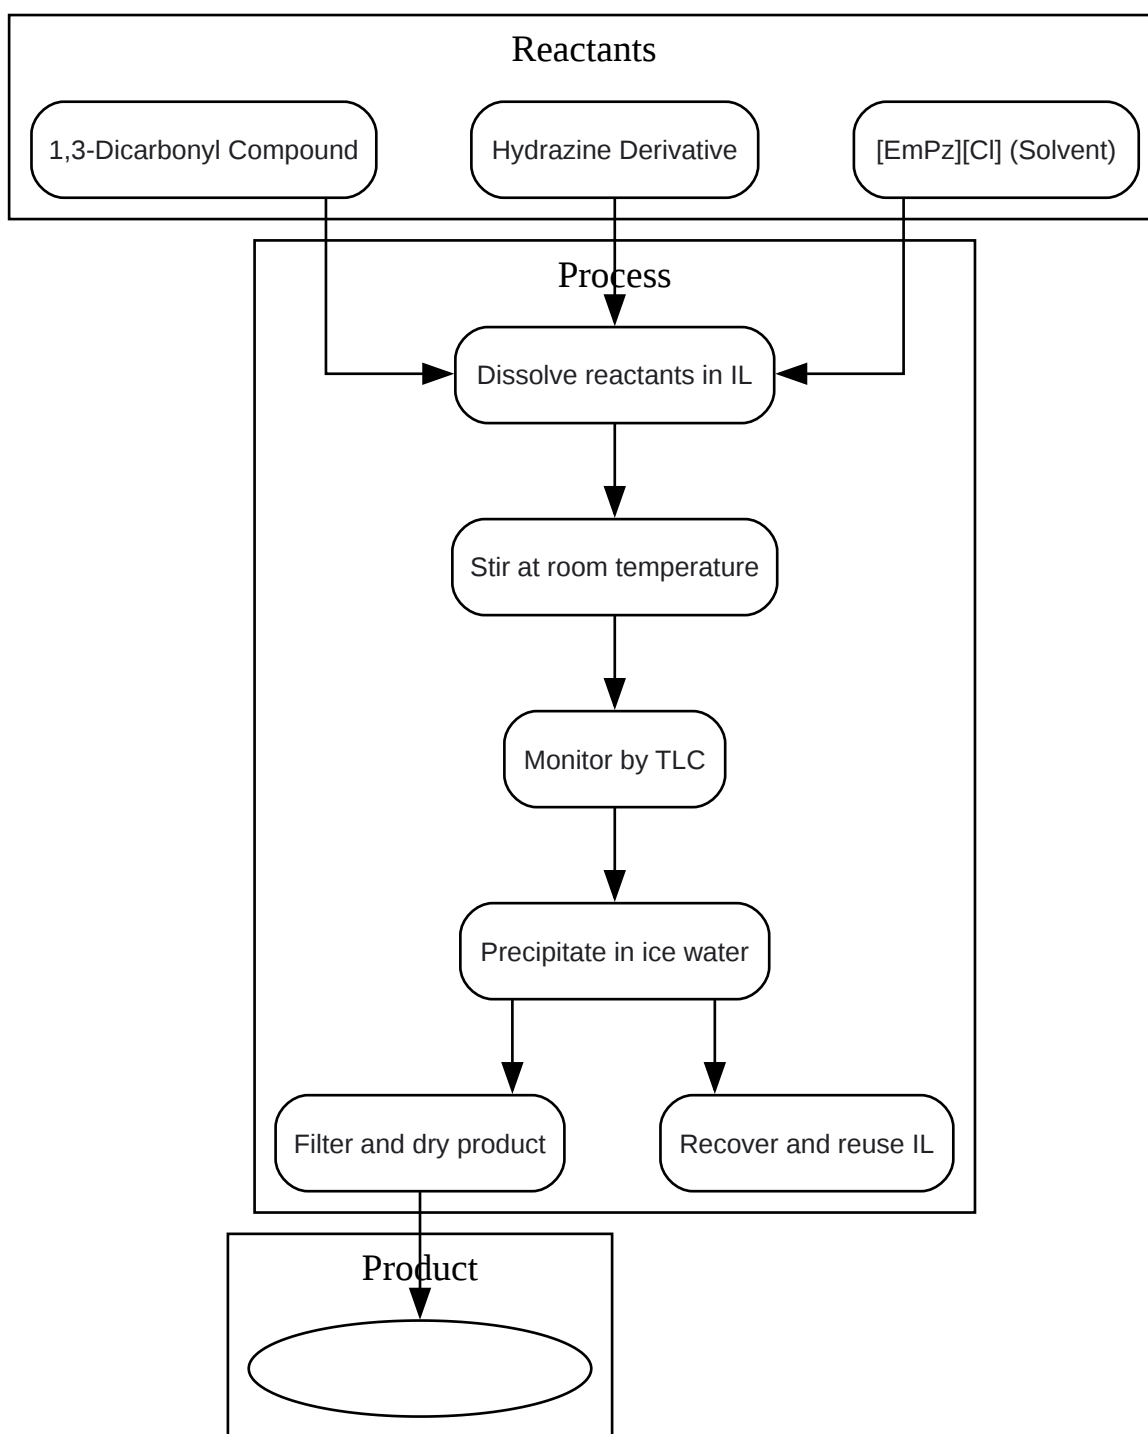 Reactants
1,3-Dicarbonyl Compound
Hydrazine Derivative
[EmPz][Cl] (Solvent)
Process
Dissolve reactants in IL
Stir at room temperature
Monitor by TLC
Precipitate in ice water
Filter and dry product
Recover and reuse IL
Product